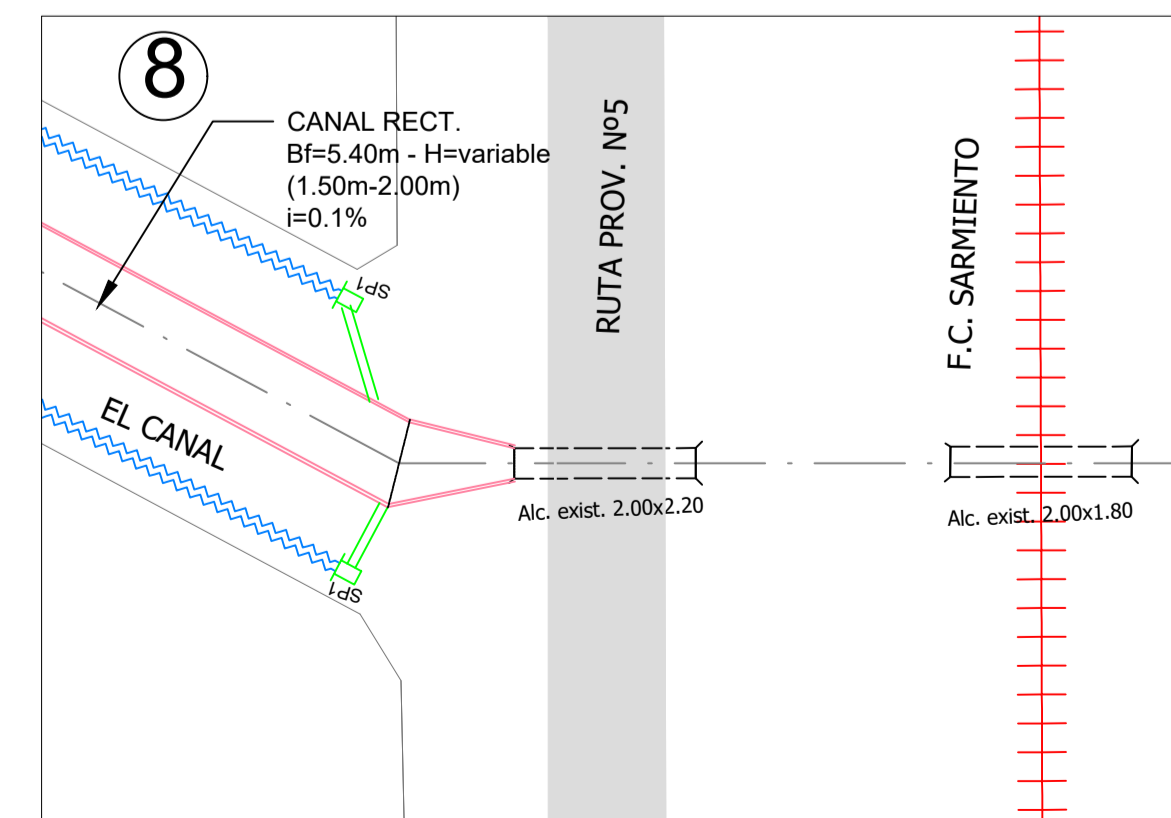 8
CANAL RECT.
Bf=5.40m - H=variable
(1.50m-2.00m)
i=0.1%
RUTA PROV. Nº5
F.C. SARMIENTO
SP1
EL CANAL
Alc. exist. 2.00x2.20
Alc. exist. 2.00x1.80
SP1